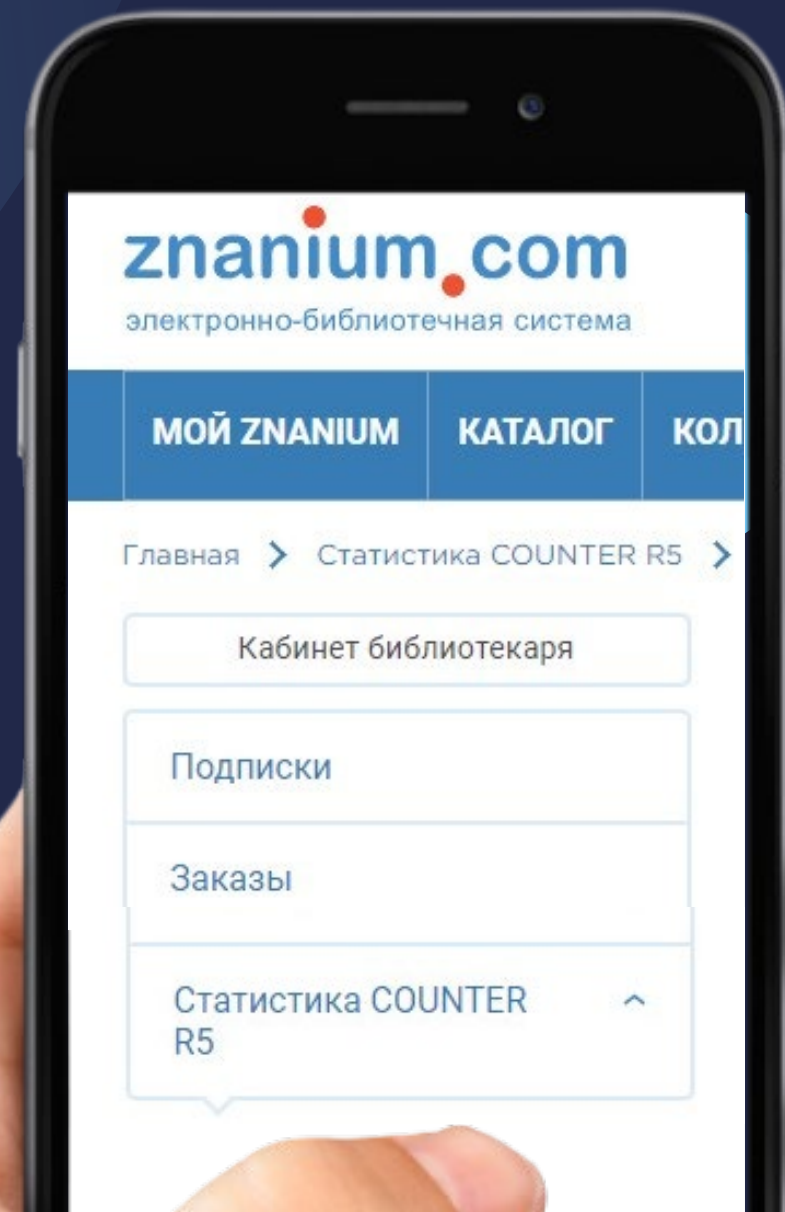 znanium.com
электронно-библиотечная система
МОЙ ZNANIUM КАТАЛОГ КОЛ
Главная Статистика COUNTER R5
Кабинет библиотекаря
Подписки
Заказы
Статистика COUNTER
R5